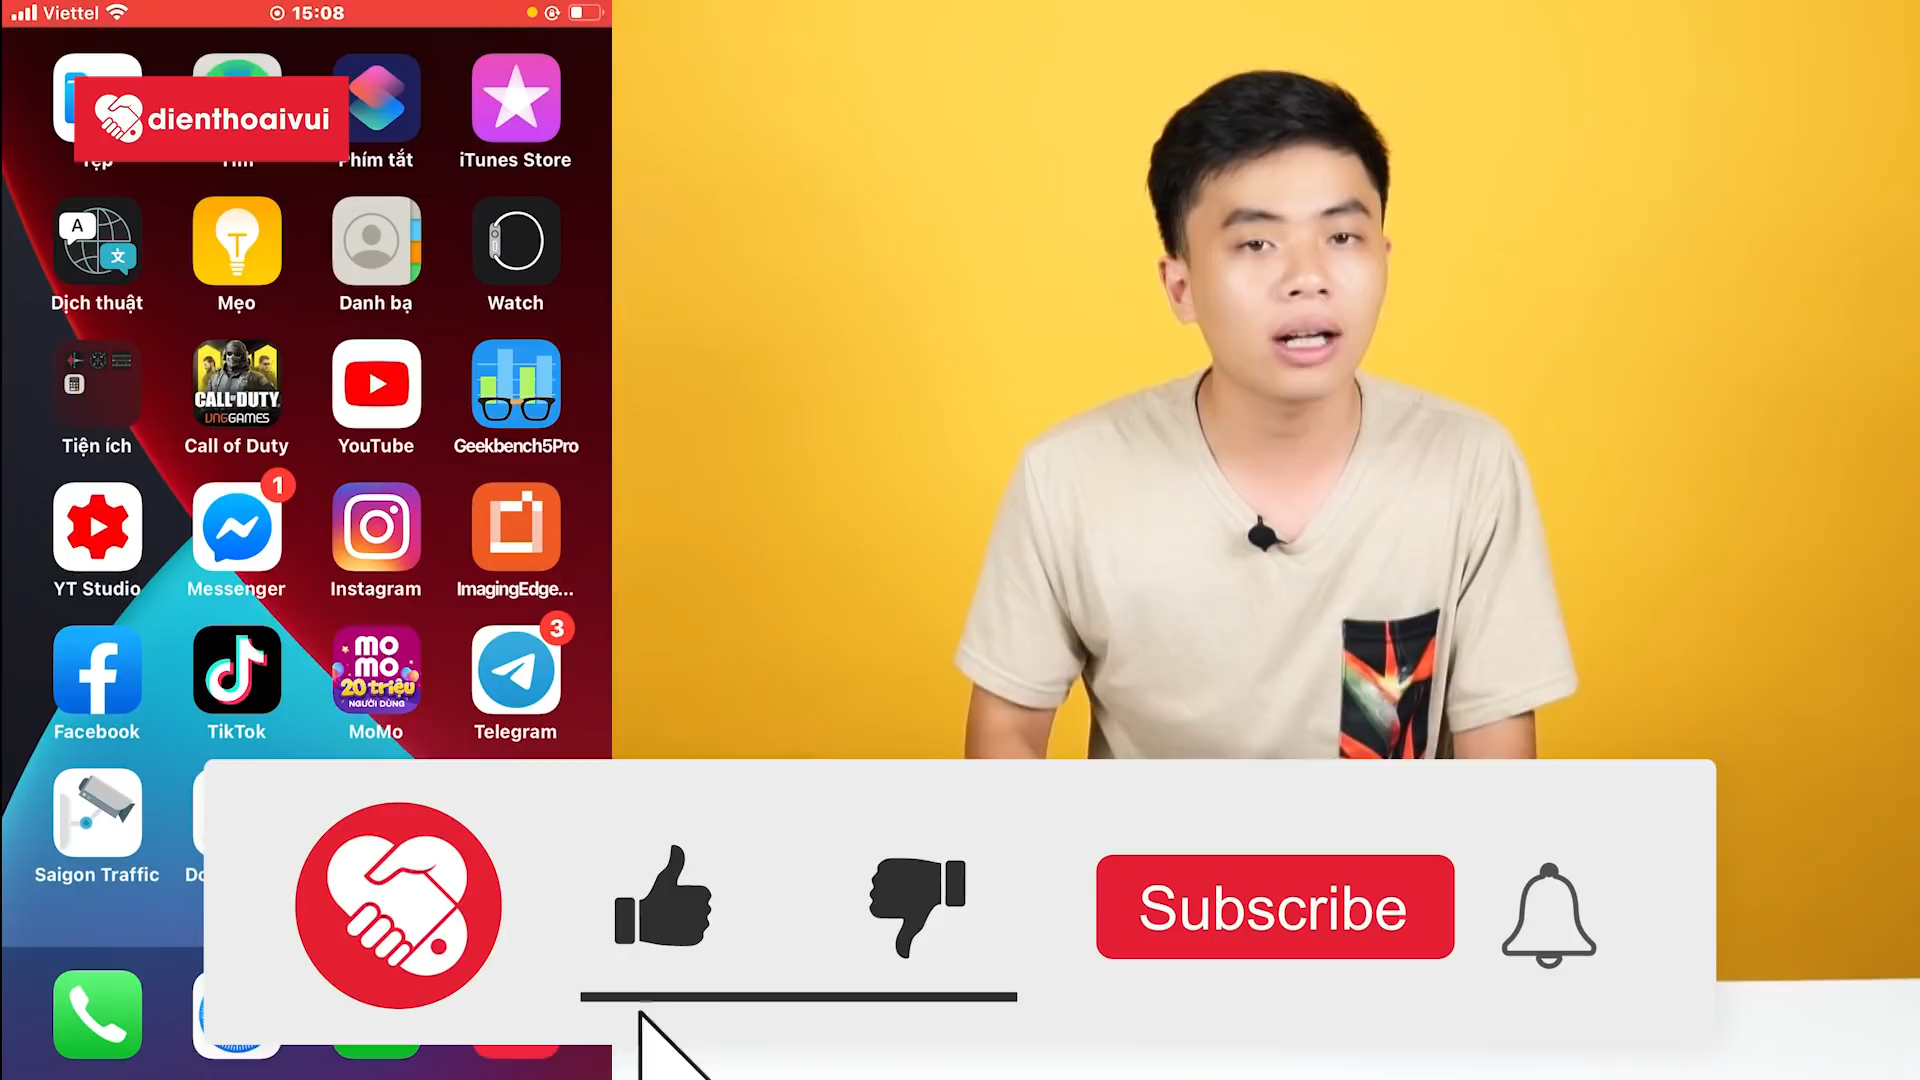 Viettel 15:08
dienthoaivui
Phím tắt iTunes Store
A 文
Dịch thuật Mẹo Danh bạ Watch
CALL OF DUTY
VNGGAMES
Tiện ích Call of Duty YouTube Geekbench5Pro
1
YT Studio Messenger Instagram ImagingEdge...
3
MO
MO
20 triệu
NGƯỜI DÙNG
Facebook TikTok MoMo Telegram
Saigon Traffic
Subscribe